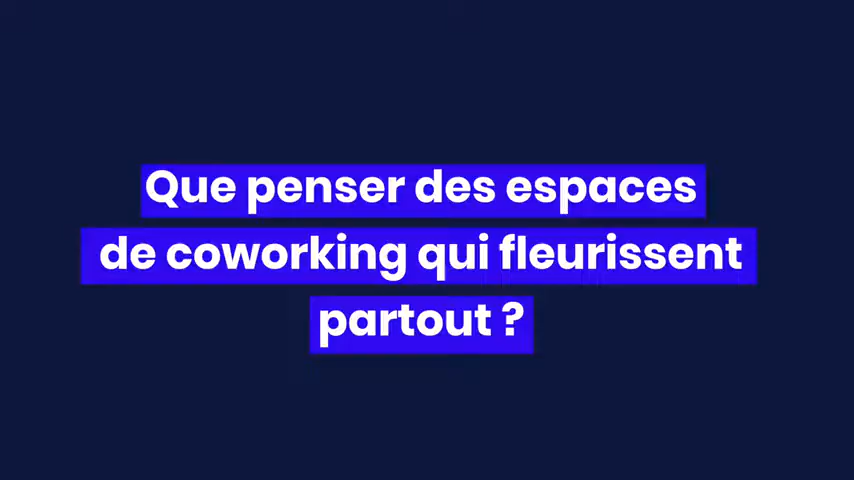 Que penser des espaces
de coworking qui fleurissent
partout ?